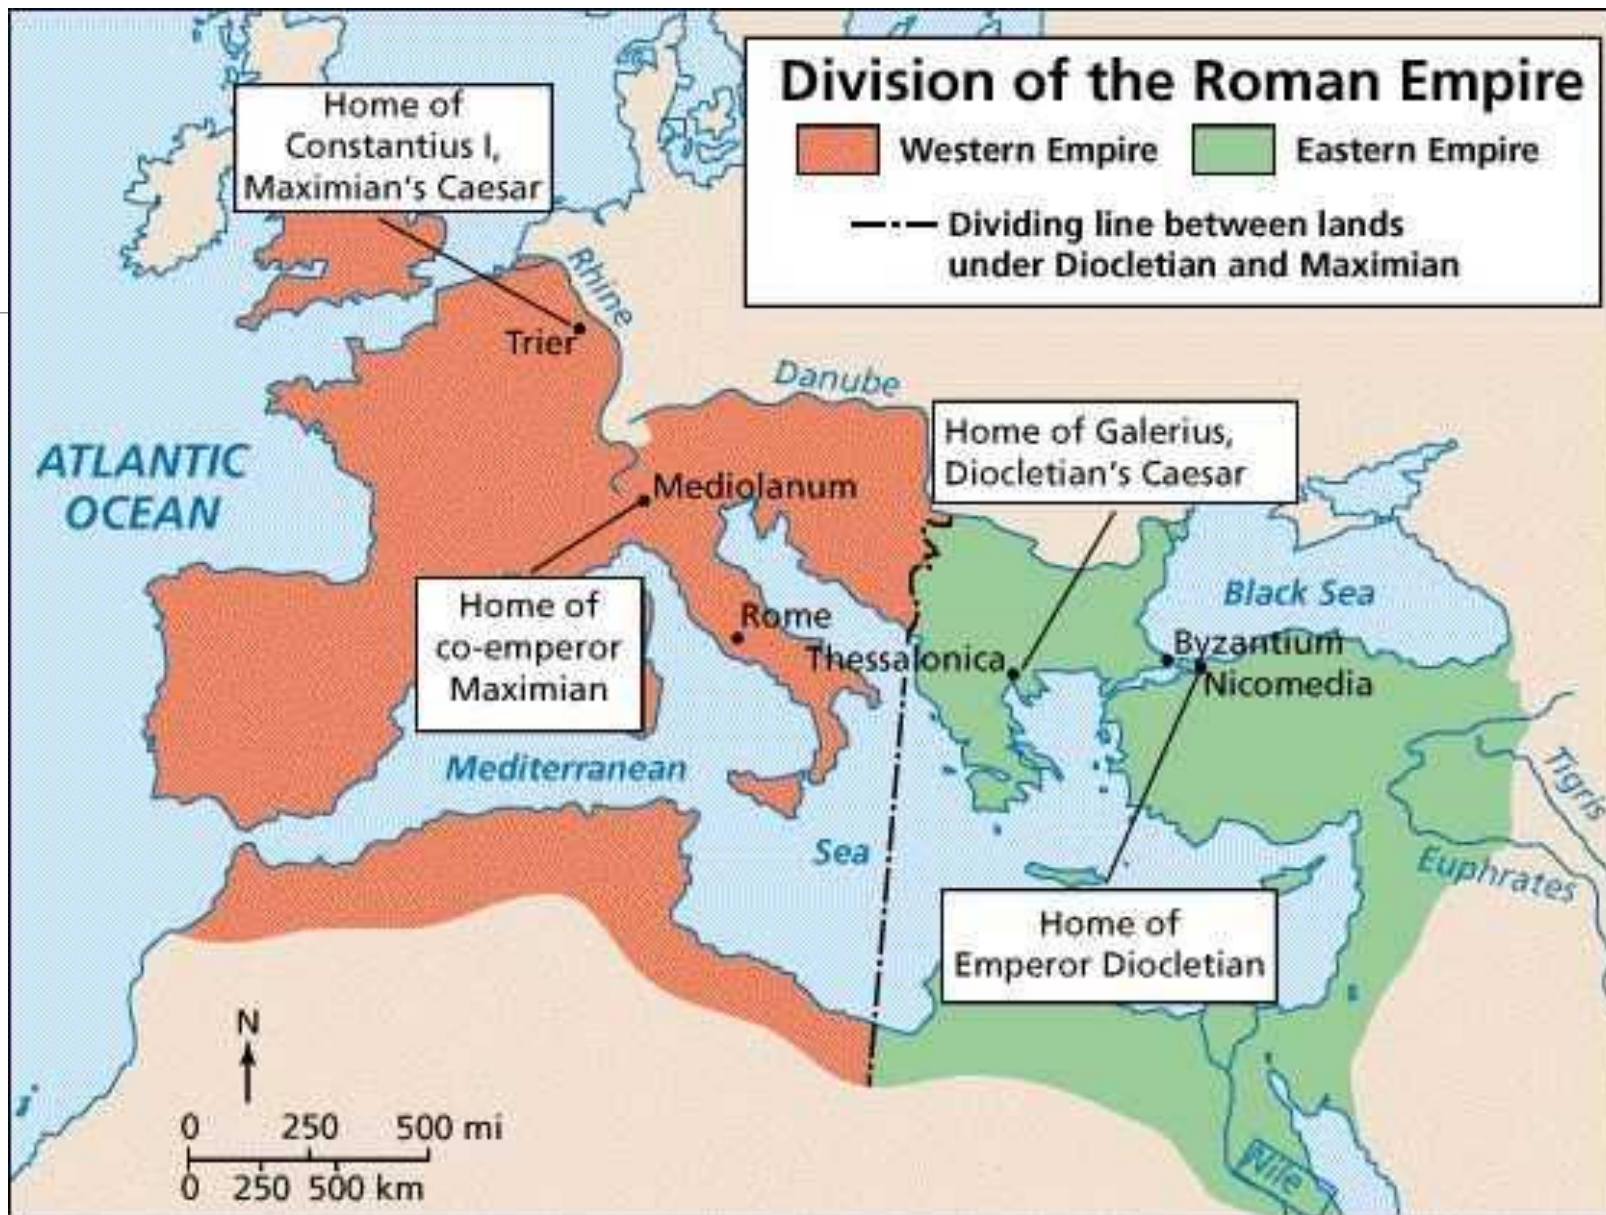 Division of the Roman Empire
Western Empire
Eastern Empire
Dividing line between lands
under Diocletian and Maximian
Home of
Constantius I,
Maximian's Caesar
Rhine
Trier
Danube
Home of Galerius,
Diocletian's Caesar
ATLANTIC
OCEAN
Mediolanum
Home of
co-emperor
Maximian
Rome
Thessalonica
Black Sea
Byzantium
Nicomedia
Mediterranean
Sea
Tigris
Euphrates
Home of
Emperor Diocletian
Nile
N
0 250 500 mi
0 250 500 km